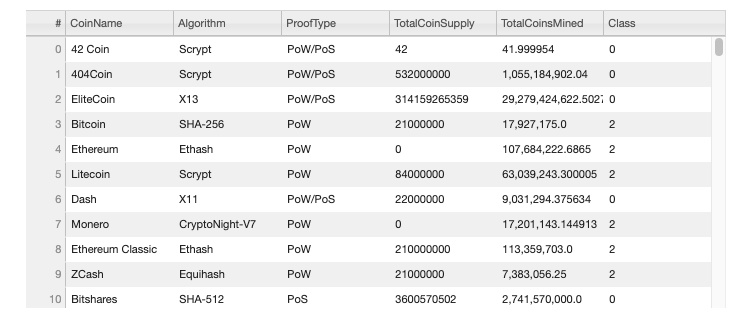 # CoinName Algorithm ProofType TotalCoinSupply TotalCoinsMined Class
0 42 Coin Scrypt PoW/PoS 42 41.999954 0
1 404Coin Scrypt PoW/PoS 532000000 1,055,184,902.04 0
2 EliteCoin X13 PoW/PoS 314159265359 29,279,424,622.5027 0
3 Bitcoin SHA-256 PoW 21000000 17,927,175.0 2
4 Ethereum Ethash PoW 0 107,684,222.6865 2
5 Litecoin Scrypt PoW 84000000 63,039,243.300005 2
6 Dash X11 PoW/PoS 22000000 9,031,294.375634 0
7 Monero CryptoNight-V7 PoW 0 17,201,143.144913 2
8 Ethereum Classic Ethash PoW 210000000 113,359,703.0 2
9 ZCash Equihash PoW 21000000 7,383,056.25 2
10 Bitshares SHA-512 PoS 3600570502 2,741,570,000.0 0